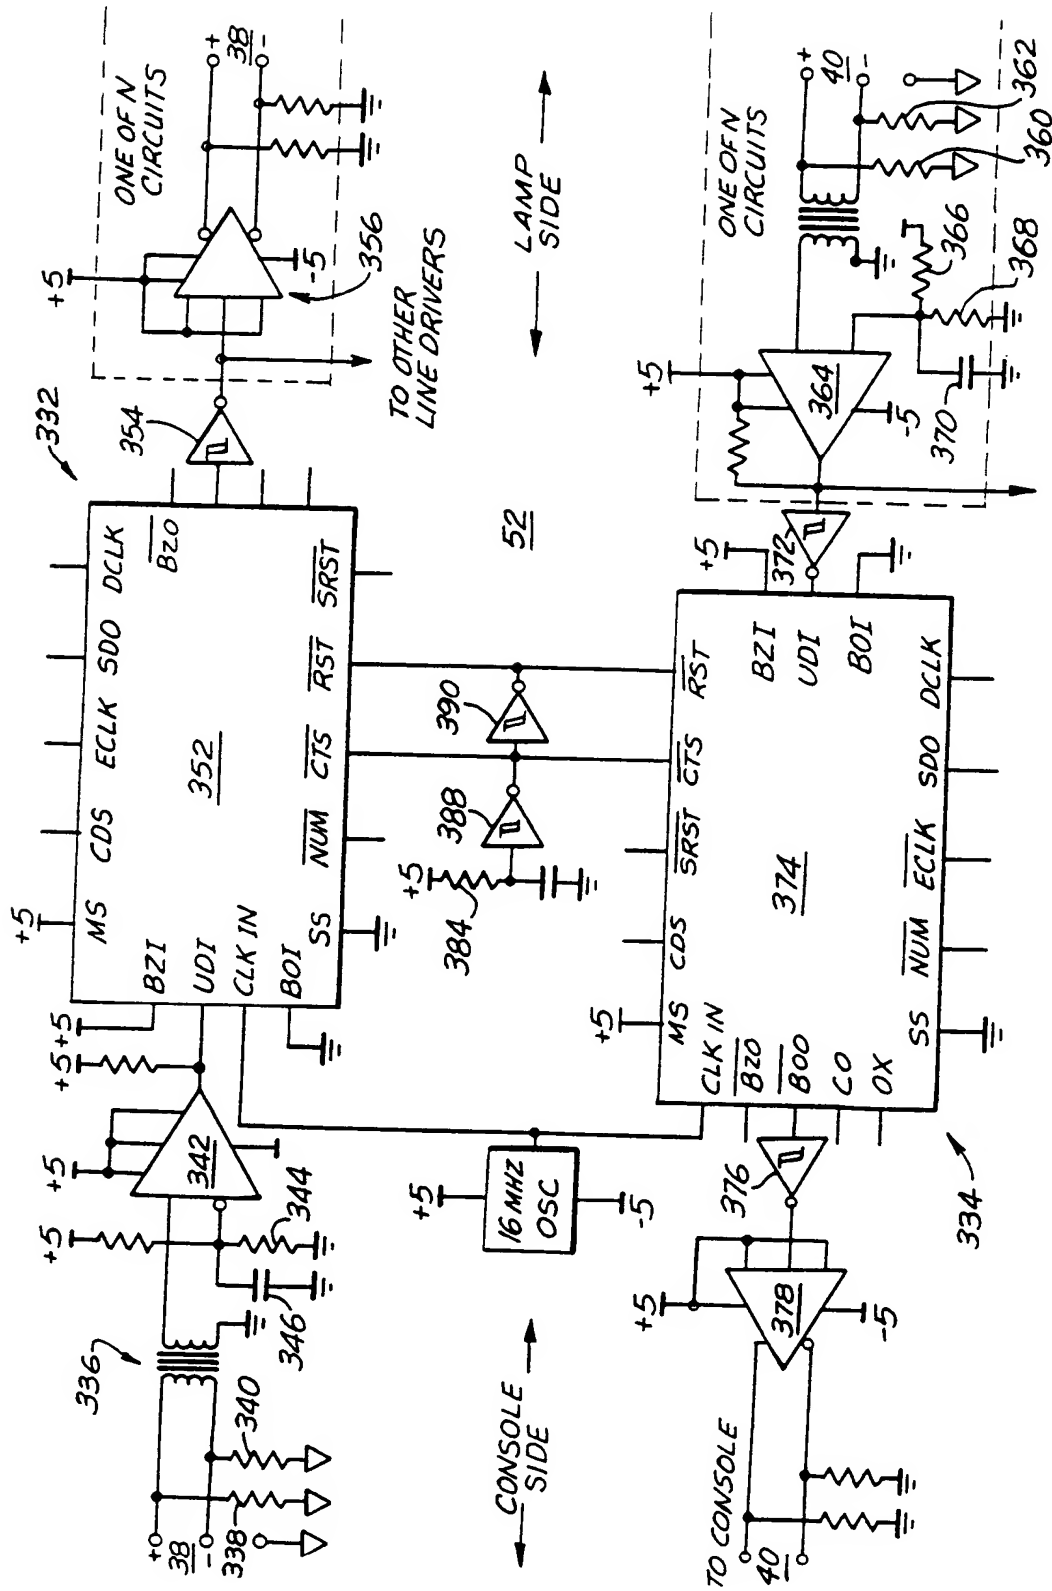 332
+5
MS
CDS
ECLK
SDO
DCLK
BZI
UDI
CLK IN
BOI
352
BZO
SS
NUM
CTS
RST
SRST
+5
+5
+5
+5
336
+
38
-
338
340
342
344
346
354
+5
-5
356
ONE OF N
CIRCUITS
+
38
-
TO OTHER
LINE DRIVERS
CONSOLE
SIDE
+5
16 MHZ
OSC
-5
+5
384
388
390
52
LAMP
SIDE
TO CONSOLE
40
+5
378
-5
376
334
+5
MS
CDS
SRST
CTS
RST
CLK IN
BZO
BOO
CO
OX
374
BZI
UDI
BOI
SS
NUM
ECLK
SDO
DCLK
+5
372
+5
364
-5
370
366
368
ONE OF N
CIRCUITS
+
40
-
360
362